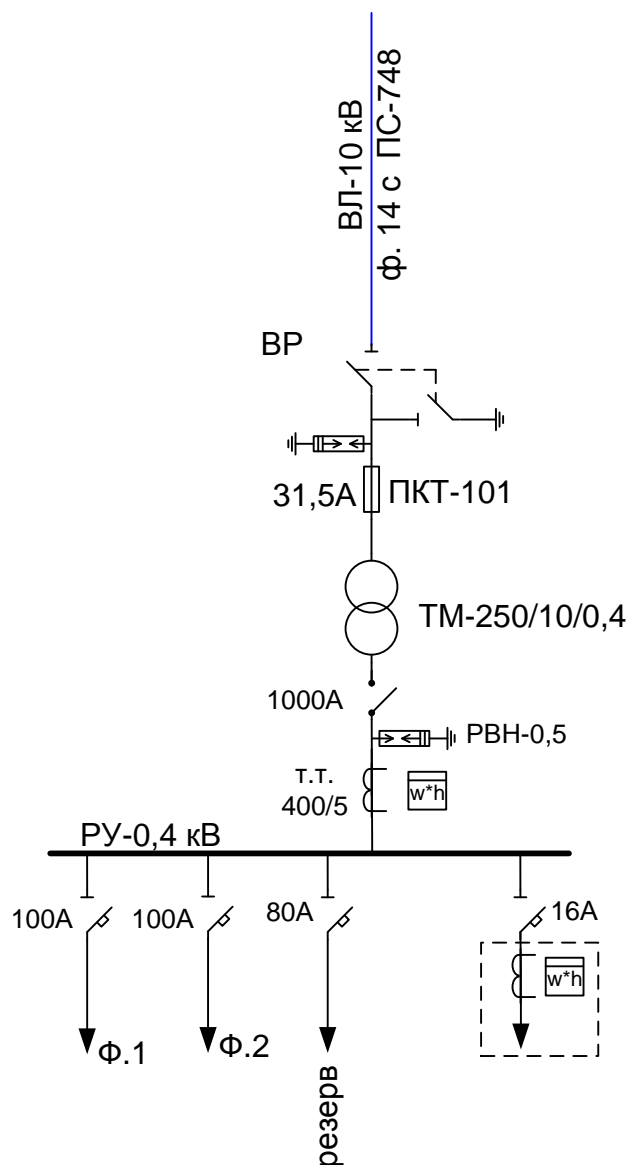 ВЛ-10 кВ
ф. 14 с ПС-748
ВР
31,5А
ПКТ-101
ТМ-250/10/0,4
1000А
РВН-0,5
т.т.
400/5
w*h
РУ-0,4 кВ
100А
100А
80А
16А
w*h
Ф.1
Ф.2
резерв